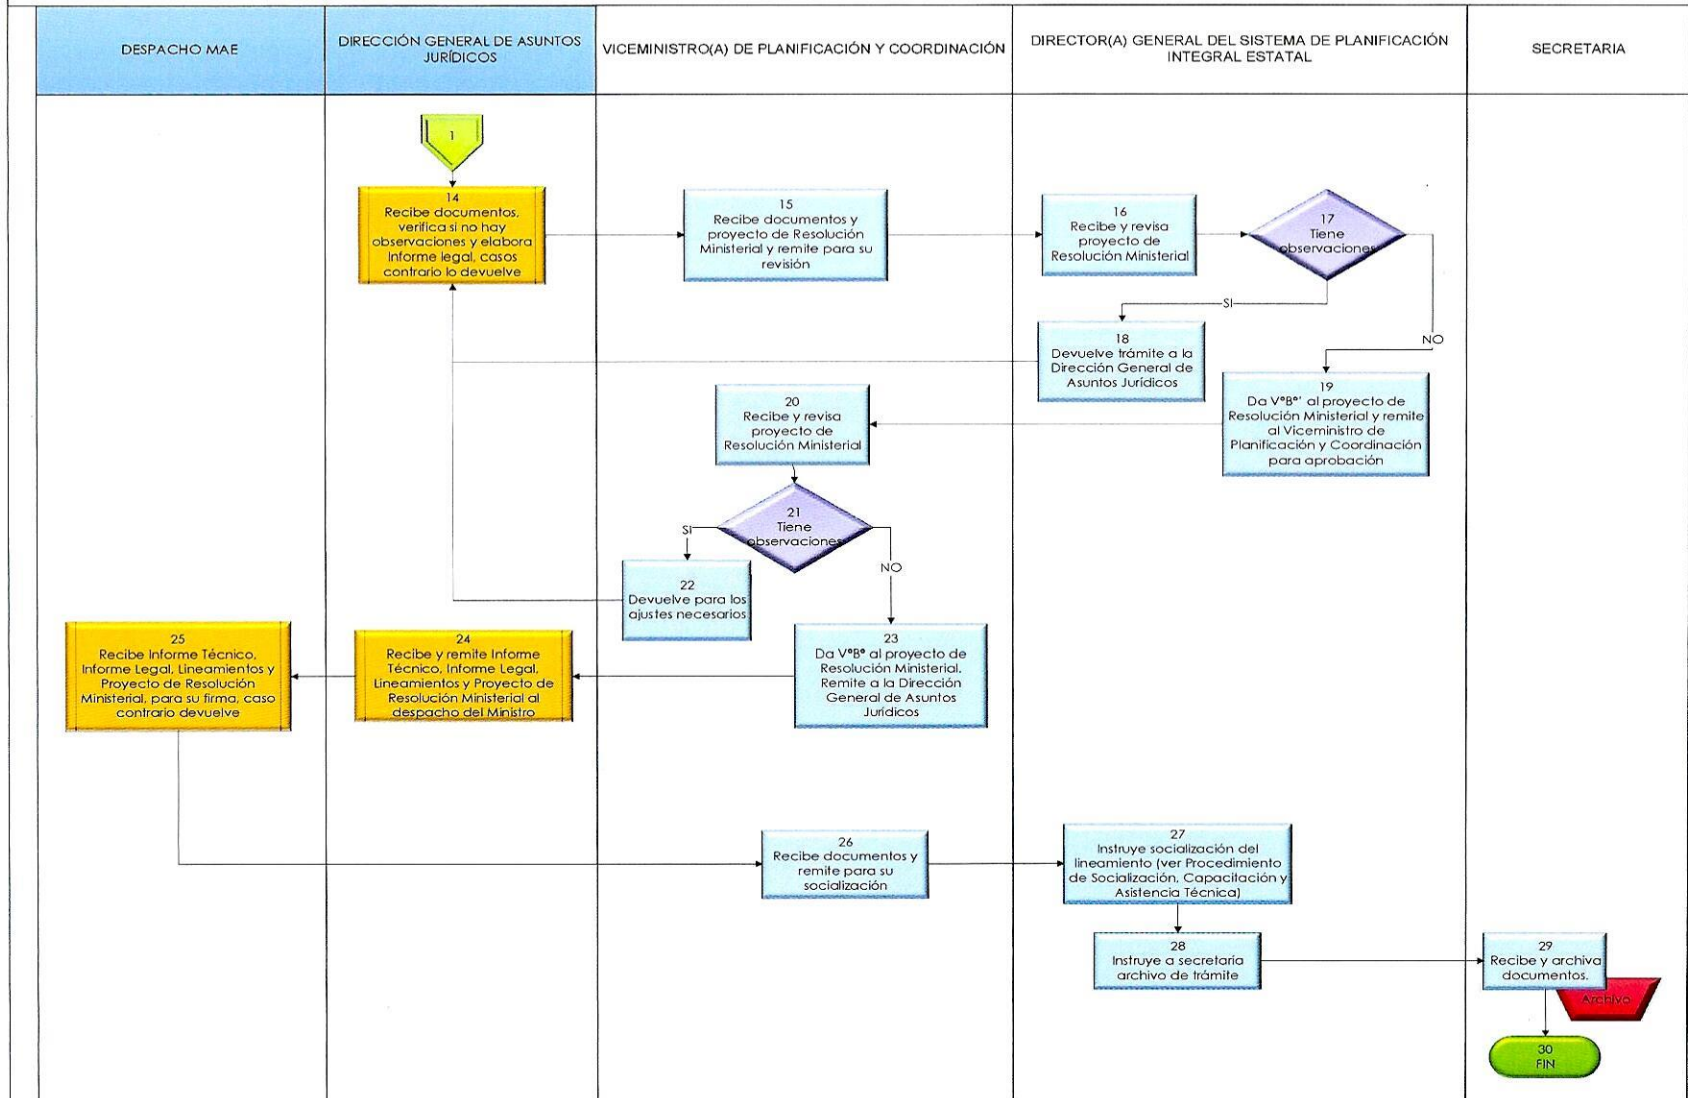 DESPACHO MAE
DIRECCIÓN GENERAL DE ASUNTOS
JURÍDICOS
VICEMINISTRO(A) DE PLANIFICACIÓN Y COORDINACIÓN
DIRECTOR(A) GENERAL DEL SISTEMA DE PLANIFICACIÓN
INTEGRAL ESTATAL
SECRETARIA
1
14
Recibe documentos,
verifica si no hay
observaciones y elabora
Informe legal, casos
contrario lo devuelve
15
Recibe documentos y
proyecto de Resolución
Ministerial y remite para su
revisión
16
Recibe y revisa
proyecto de
Resolución Ministerial
17
Tiene
observaciones
SI
NO
18
Devuelve trámite a la
Dirección General de
Asuntos Jurídicos
19
Da V°B°' al proyecto de
Resolución Ministerial y remite
al Viceministro de
Planificación y Coordinación
para aprobación
20
Recibe y revisa
proyecto de
Resolución Ministerial
21
Tiene
observaciones
SI
NO
22
Devuelve para los
ajustes necesarios
23
Da V°B° al proyecto de
Resolución Ministerial.
Remite a la Dirección
General de Asuntos
Jurídicos
24
Recibe y remite Informe
Técnico, Informe Legal,
Lineamientos y Proyecto de
Resolución Ministerial al
despacho del Ministro
25
Recibe Informe Técnico,
Informe Legal, Lineamientos y
Proyecto de Resolución
Ministerial, para su firma, caso
contrario devuelve
26
Recibe documentos y
remite para su
socialización
27
Instruye socialización del
lineamiento (ver Procedimiento
de Socialización, Capacitación y
Asistencia Técnica)
28
Instruye a secretaría
archivo de trámite
29
Recibe y archiva
documentos.
Archivo
30
FIN